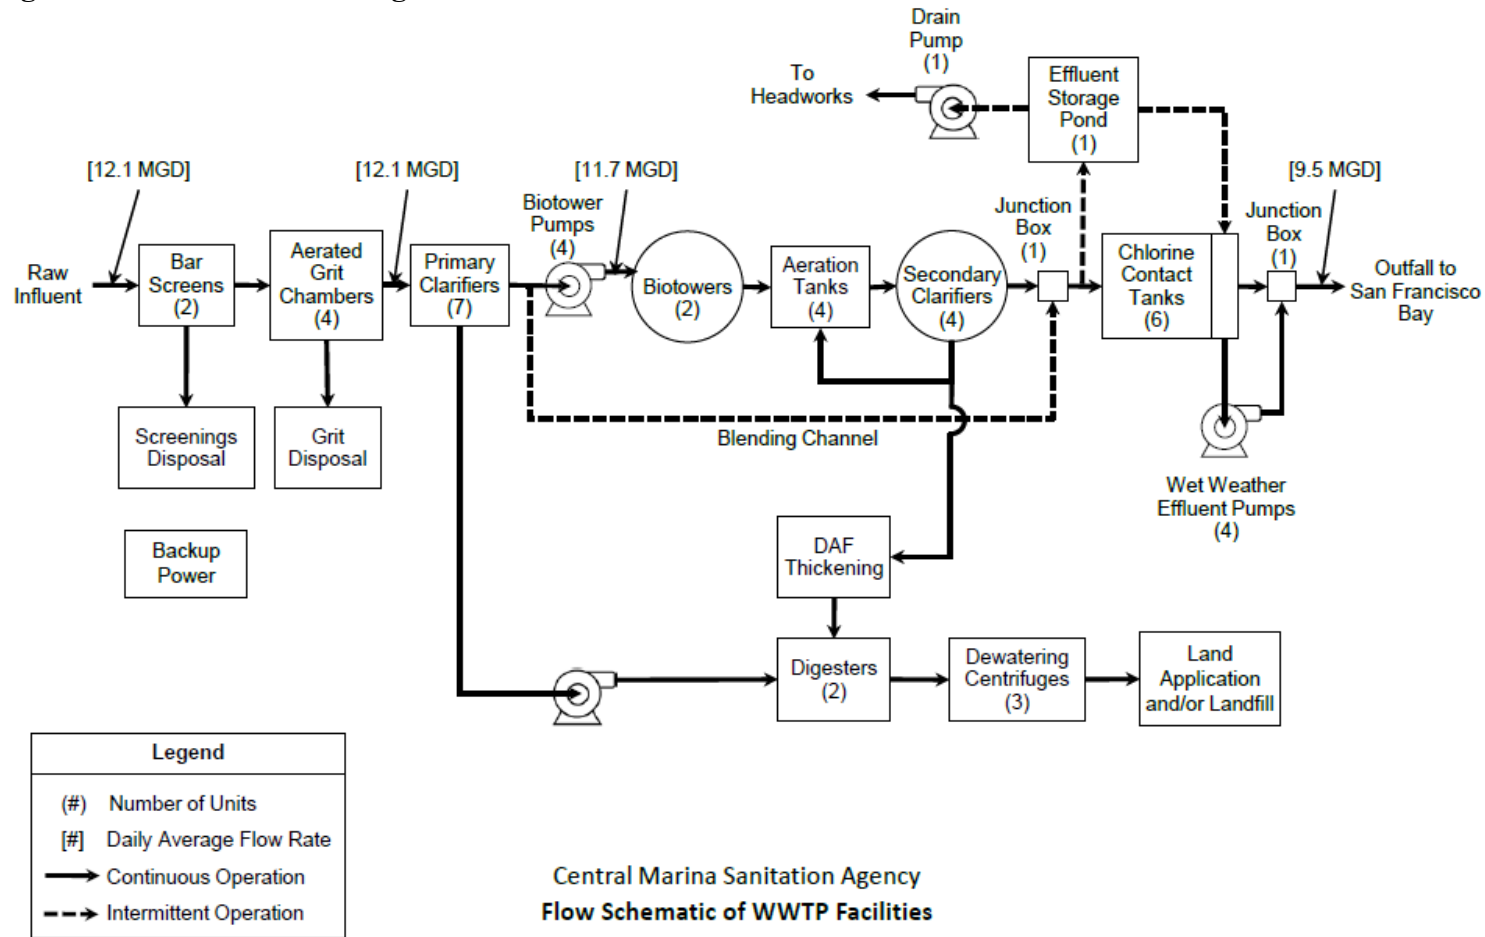 Drain
Pump
(1)
To
Headworks
Effluent
Storage
Pond
(1)
[12.1 MGD]
[12.1 MGD]
[11.7 MGD]
[9.5 MGD]
Biotower
Pumps
(4)
Junction
Box
(1)
Junction
Box
(1)
Raw
Influent
Bar
Screens
(2)
Aerated
Grit
Chambers
(4)
Primary
Clarifiers
(7)
Biotowers
(2)
Aeration
Tanks
(4)
Secondary
Clarifiers
(4)
Chlorine
Contact
Tanks
(6)
Outfall to
San Francisco
Bay
Screenings
Disposal
Grit
Disposal
Blending Channel
Wet Weather
Effluent Pumps
(4)
Backup
Power
DAF
Thickening
Digesters
(2)
Dewatering
Centrifuges
(3)
Land
Application
and/or Landfill
Legend
(#) Number of Units
[#] Daily Average Flow Rate
Continuous Operation
Intermittent Operation
Central Marina Sanitation Agency
Flow Schematic of WWTP Facilities